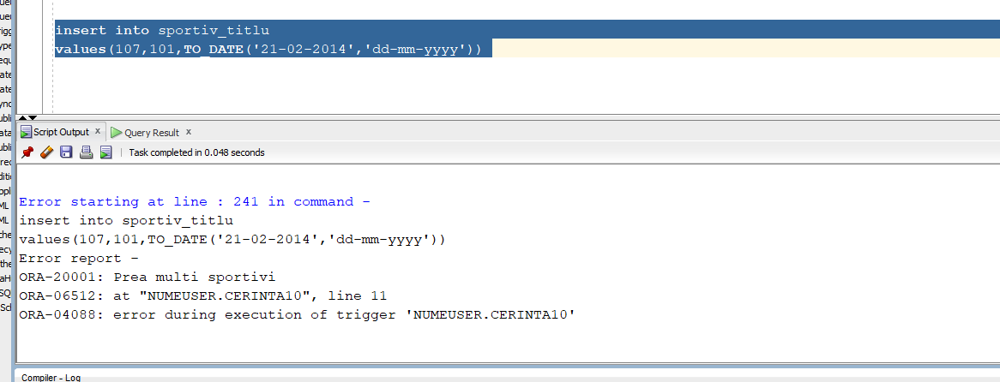 insert into sportiv_titlu
values(107,101,TO_DATE('21-02-2014','dd-mm-yyyy'))
Script Output x Query Result x
Task completed in 0.048 seconds
Error starting at line : 241 in command -
insert into sportiv_titlu
values(107,101,TO_DATE('21-02-2014','dd-mm-yyyy'))
Error report -
ORA-20001: Prea multi sportivi
ORA-06512: at "NUMEUSER.CERINTA10", line 11
ORA-04088: error during execution of trigger 'NUMEUSER.CERINTA10'
Compiler - Log